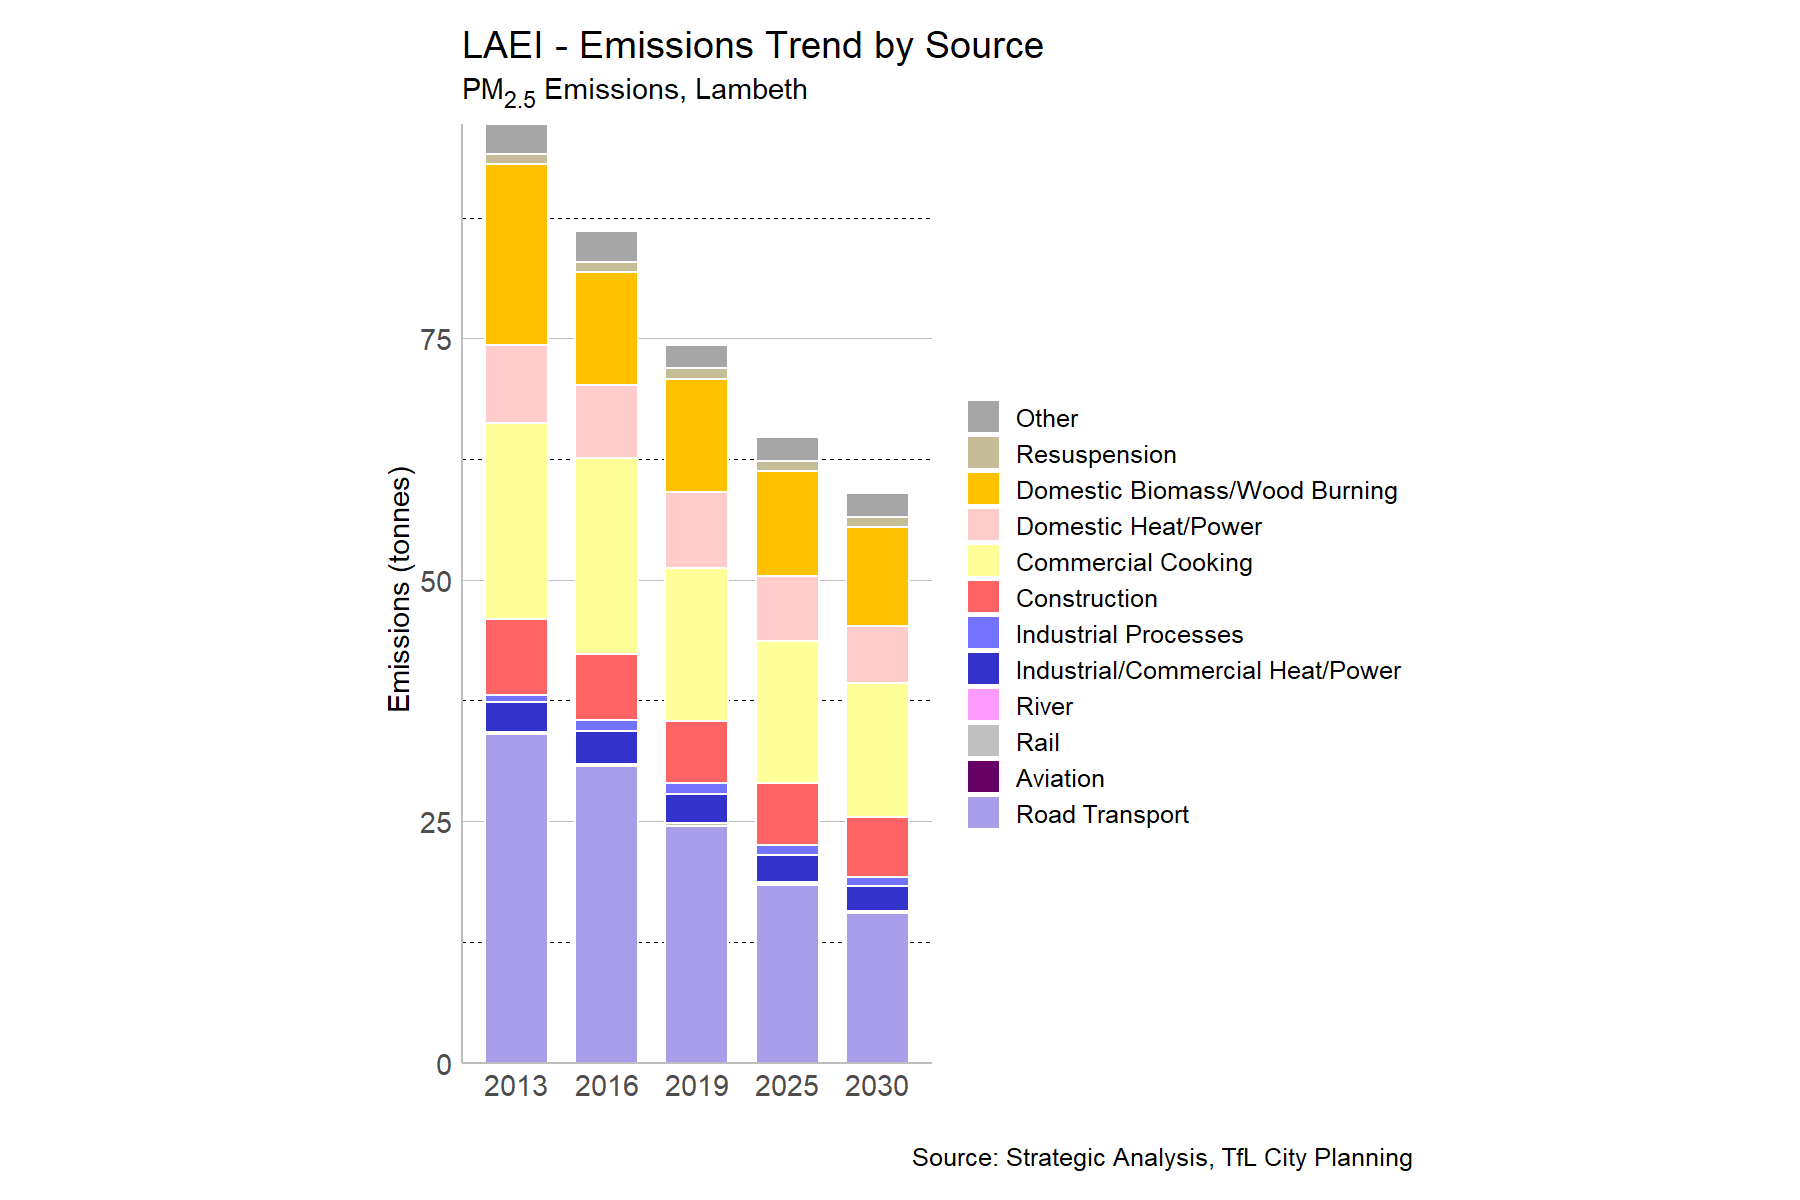 LAEI - Emissions Trend by Source
PM2.5 Emissions, Lambeth
Emissions (tonnes)
75
50
25
0
2013 2016 2019 2025 2030
Other
Resuspension
Domestic Biomass/Wood Burning
Domestic Heat/Power
Commercial Cooking
Construction
Industrial Processes
Industrial/Commercial Heat/Power
River
Rail
Aviation
Road Transport
Source: Strategic Analysis, TfL City Planning